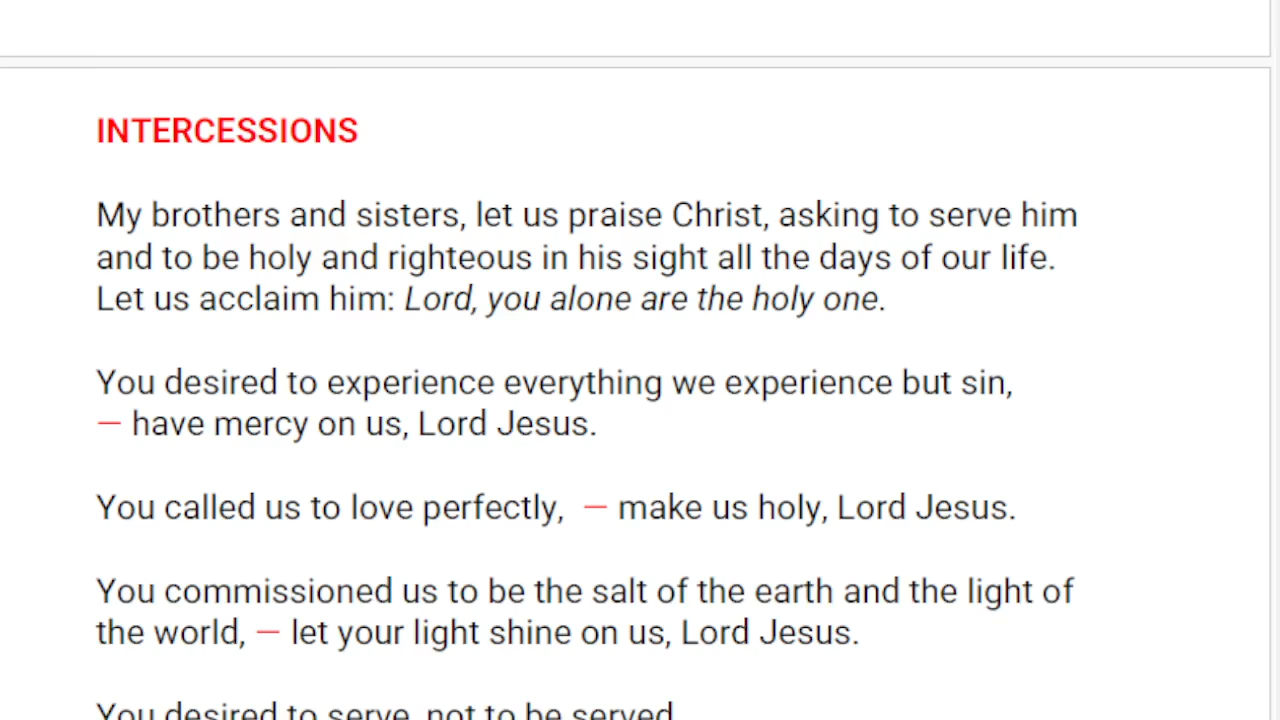 INTERCESSIONS
My brothers and sisters, let us praise Christ, asking to serve him
and to be holy and righteous in his sight all the days of our life.
Let us acclaim him: Lord, you alone are the holy one.
You desired to experience everything we experience but sin,
— have mercy on us, Lord Jesus.
You called us to love perfectly,  — make us holy, Lord Jesus.
You commissioned us to be the salt of the earth and the light of
the world, — let your light shine on us, Lord Jesus.
You desired to serve, not to be served